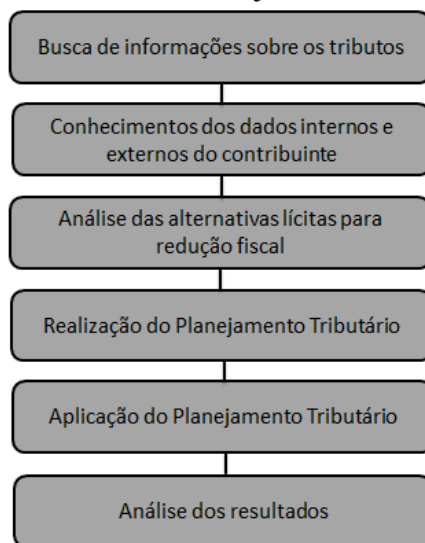 Busca de informações sobre os tributos
Conhecimentos dos dados internos e
externos do contribuinte
Análise das alternativas lícitas para
redução fiscal
Realização do Planejamento Tributário
Aplicação do Planejamento Tributário
Análise dos resultados